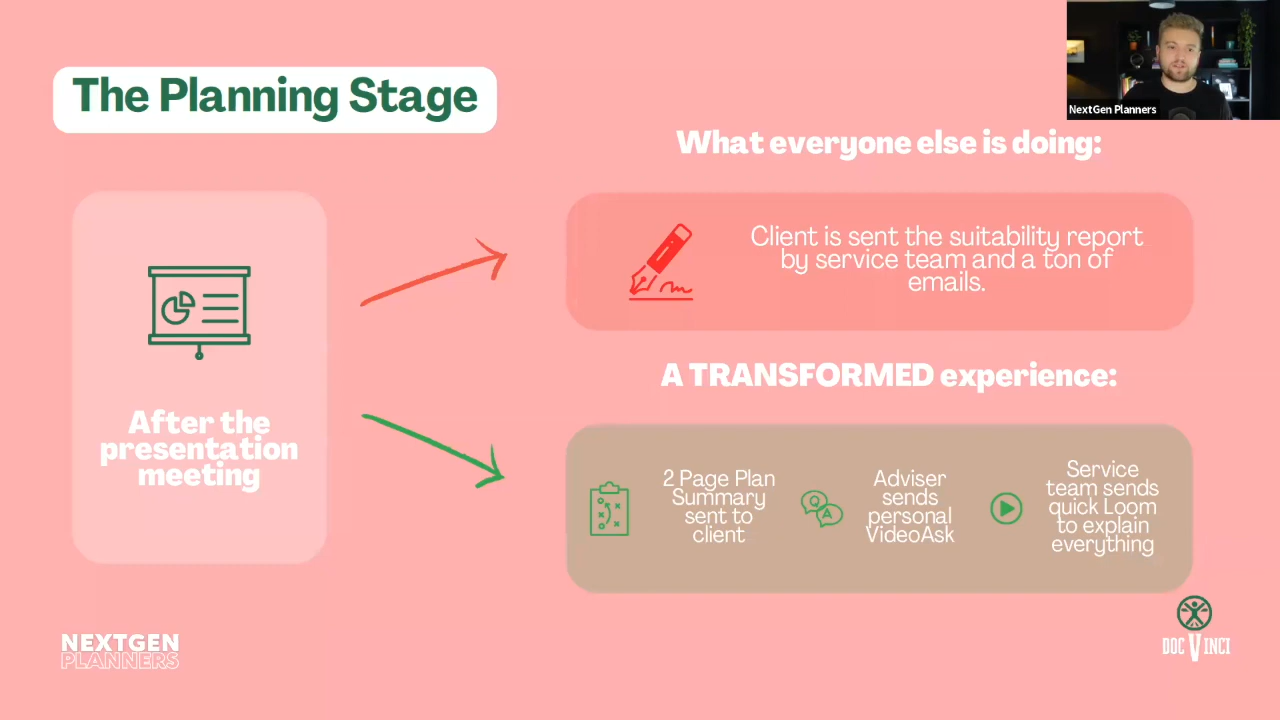 The Planning Stage
NextGen Planners
What everyone else is doing:
Client is sent the suitability report
by service team and a ton of
emails.
After the
presentation
meeting
A TRANSFORMED experience:
2 Page Plan
Summary
sent to
client
Q
A
Adviser
sends
personal
VideoAsk
Service
team sends
quick Loom
to explain
everything
NEXTGEN
PLANNERS
DOC VINCI